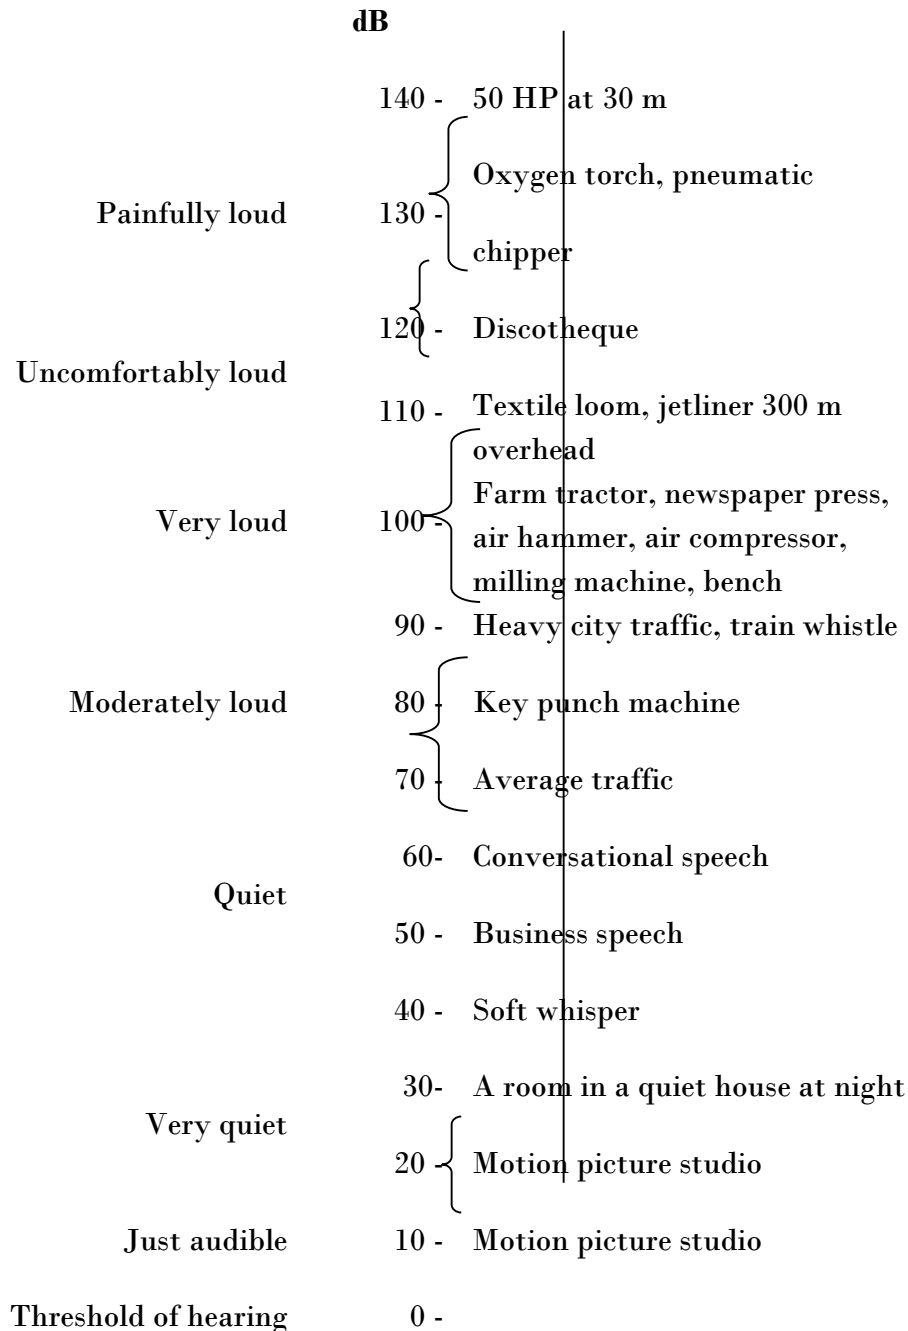 dB
140 - 50 HP at 30 m
Oxygen torch, pneumatic
Painfully loud 130 -
chipper
120 - Discotheque
Uncomfortably loud
110 - Textile loom, jetliner 300 m
overhead
Farm tractor, newspaper press,
Very loud 100 -
air hammer, air compressor,
milling machine, bench
90 - Heavy city traffic, train whistle
Moderately loud 80 - Key punch machine
70 - Average traffic
60- Conversational speech
Quiet
50 - Business speech
40 - Soft whisper
30- A room in a quiet house at night
Very quiet
20 - Motion picture studio
Just audible 10 - Motion picture studio
Threshold of hearing 0 -